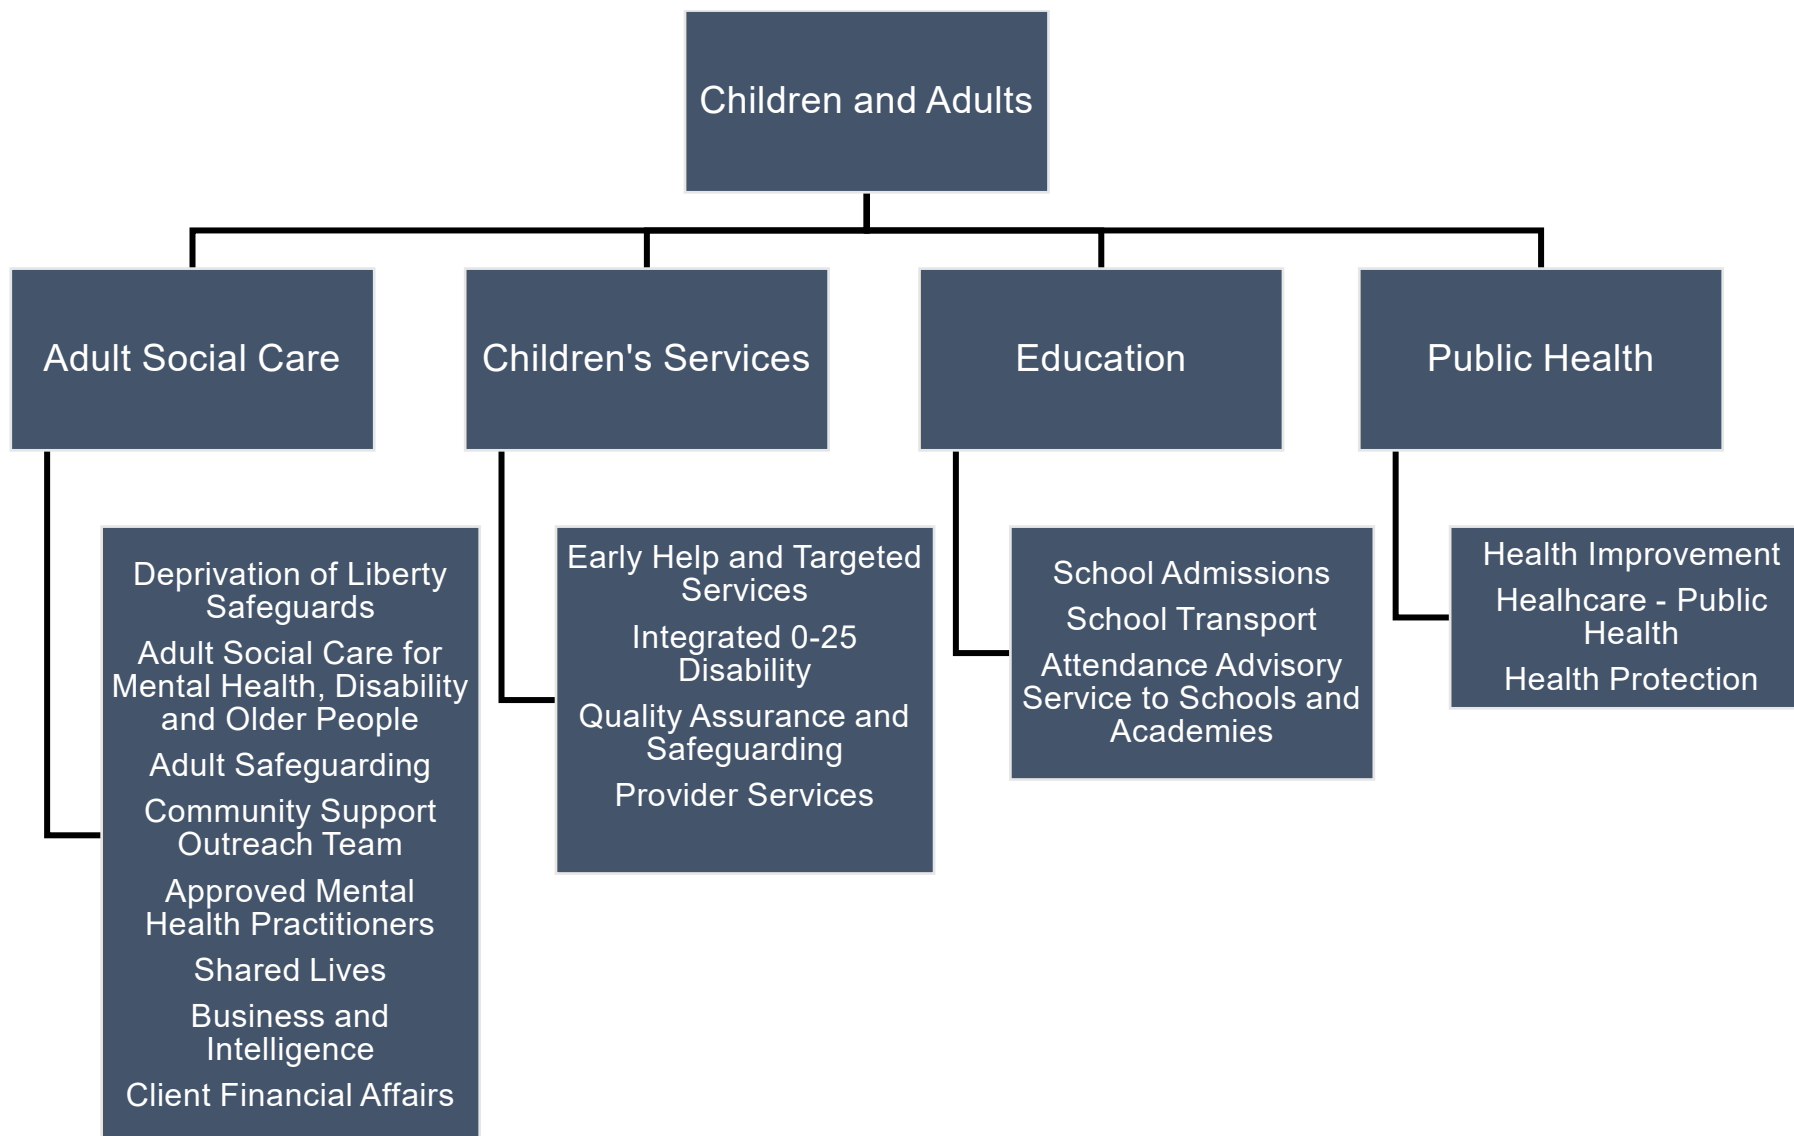 Children and Adults
Adult Social Care
Children's Services
Education
Public Health
Deprivation of Liberty
Safeguards
Adult Social Care for
Mental Health, Disability
and Older People
Adult Safeguarding
Community Support
Outreach Team
Approved Mental
Health Practitioners
Shared Lives
Business and
Intelligence
Client Financial Affairs
Early Help and Targeted
Services
Integrated 0-25
Disability
Quality Assurance and
Safeguarding
Provider Services
School Admissions
School Transport
Attendance Advisory
Service to Schools and
Academies
Health Improvement
Healhcare - Public
Health
Health Protection